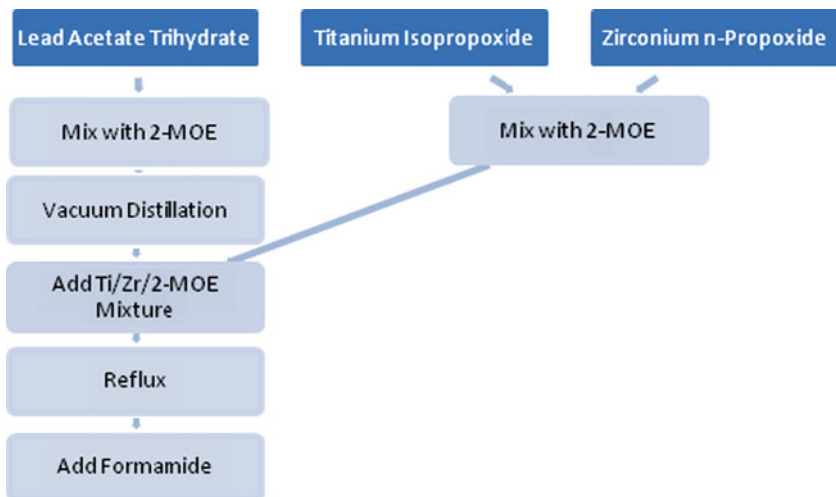 Lead Acetate Trihydrate
Titanium Isopropoxide
Zirconium n-Propoxide
Mix with 2-MOE
Mix with 2-MOE
Vacuum Distillation
Add Ti/Zr/2-MOE
Mixture
Reflux
Add Formamide